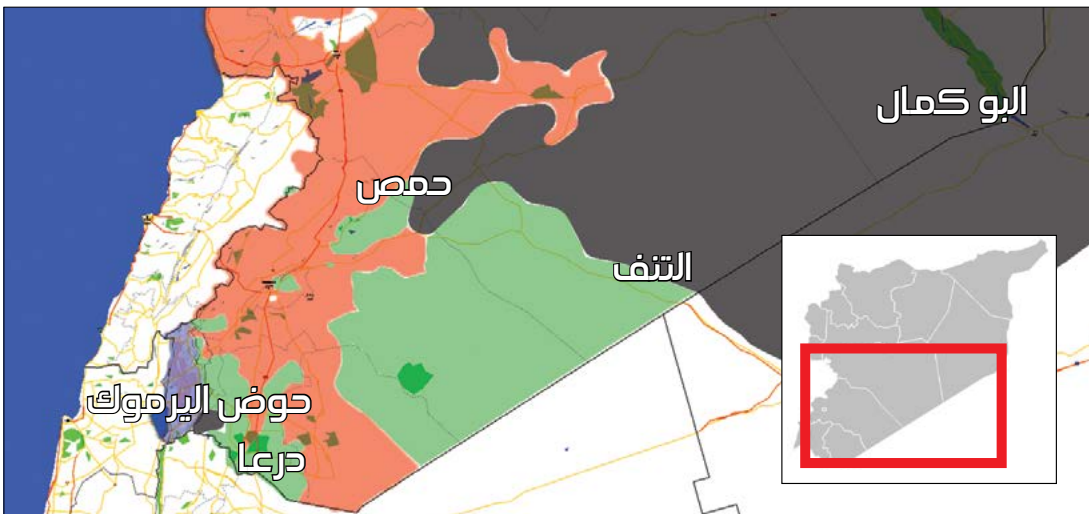 البو كمال
حمص
التنف
حوض اليرموك
درعا